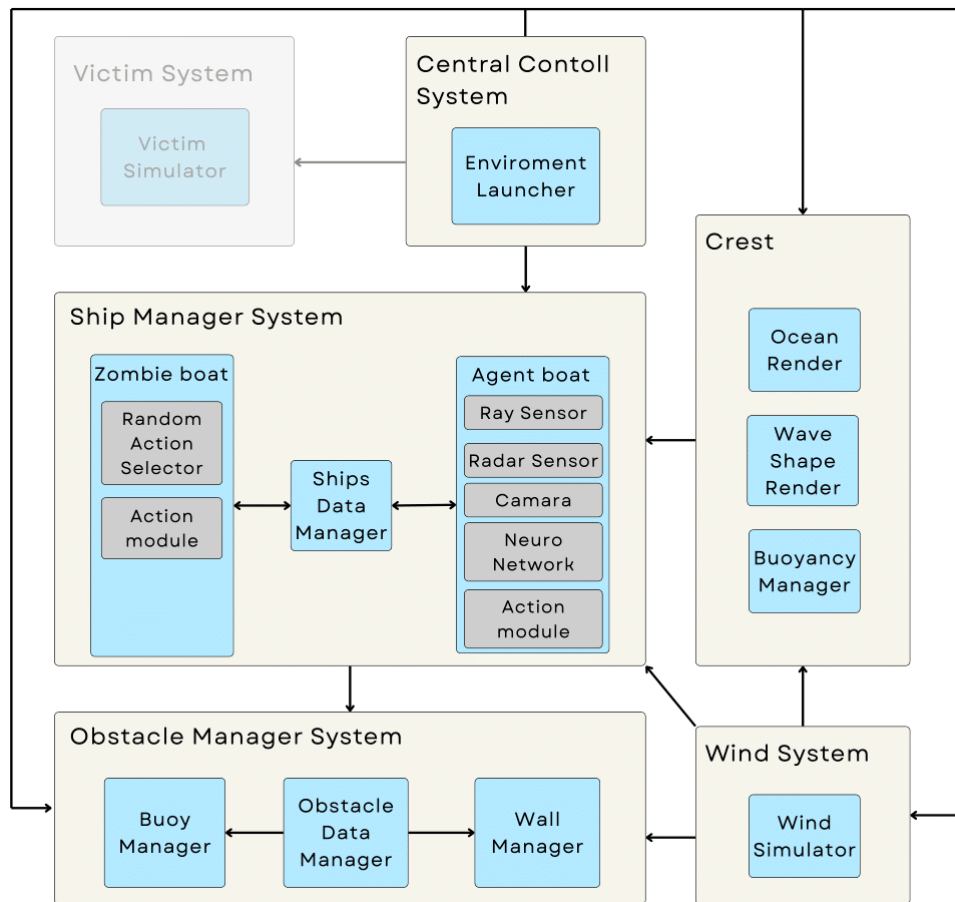 Victim System
Victim
Simulator
Central Contoll
System
Enviroment
Launcher
Crest
Ocean
Render
Wave
Shape
Render
Buoyancy
Manager
Ship Manager System
Zombie boat
Random
Action
Selector
Action
module
Ships
Data
Manager
Agent boat
Ray Sensor
Radar Sensor
Camara
Neuro
Network
Action
module
Obstacle Manager System
Buoy
Manager
Obstacle
Data
Manager
Wall
Manager
Wind System
Wind
Simulator